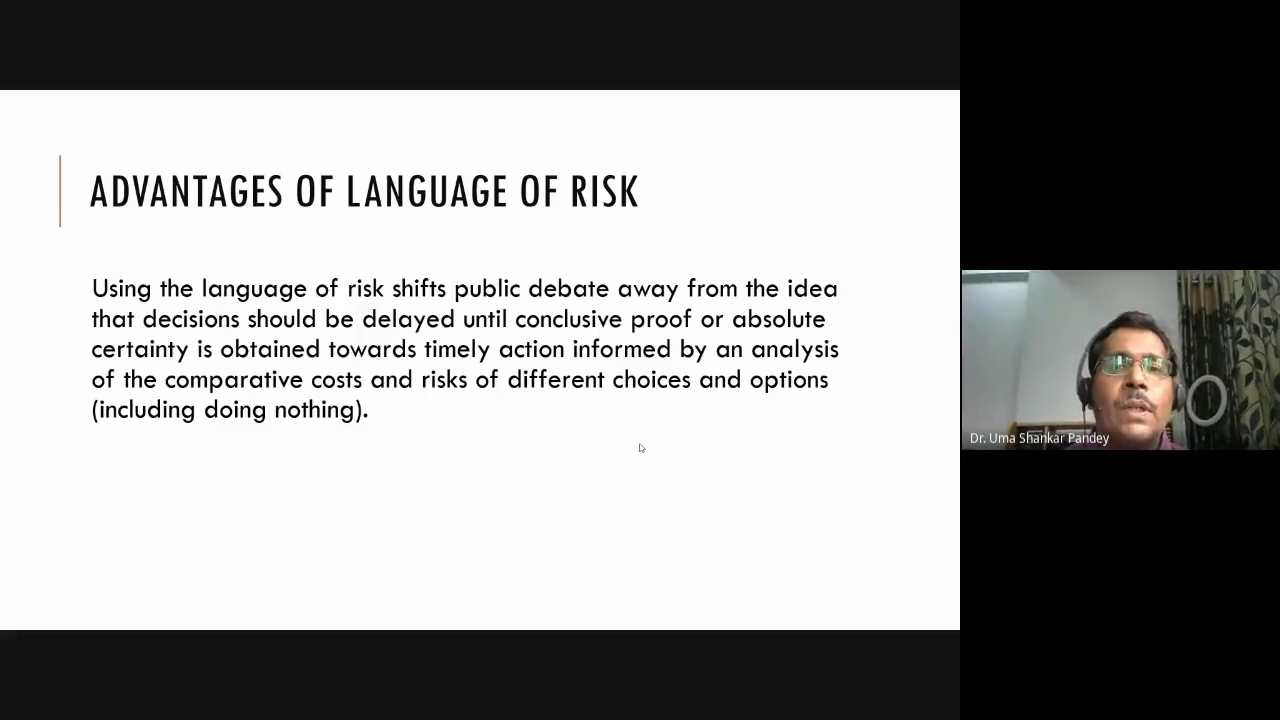 ADVANTAGES OF LANGUAGE OF RISK
Using the language of risk shifts public debate away from the idea
that decisions should be delayed until conclusive proof or absolute
certainty is obtained towards timely action informed by an analysis
of the comparative costs and risks of different choices and options
(including doing nothing).
Dr. Uma Shankar Pandey